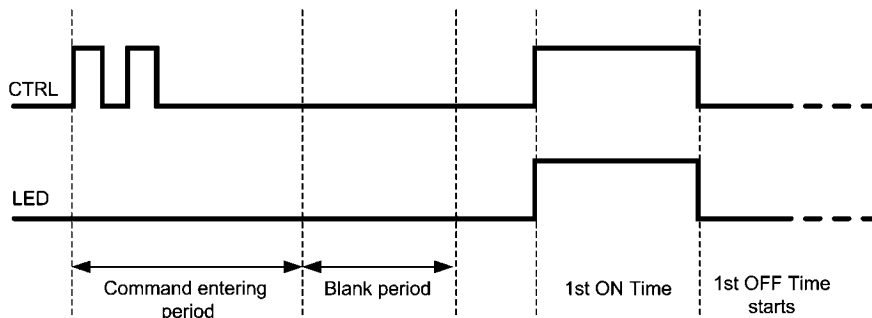 CTRL
LED
Command entering
period
Blank period
1st ON Time
1st OFF Time
starts